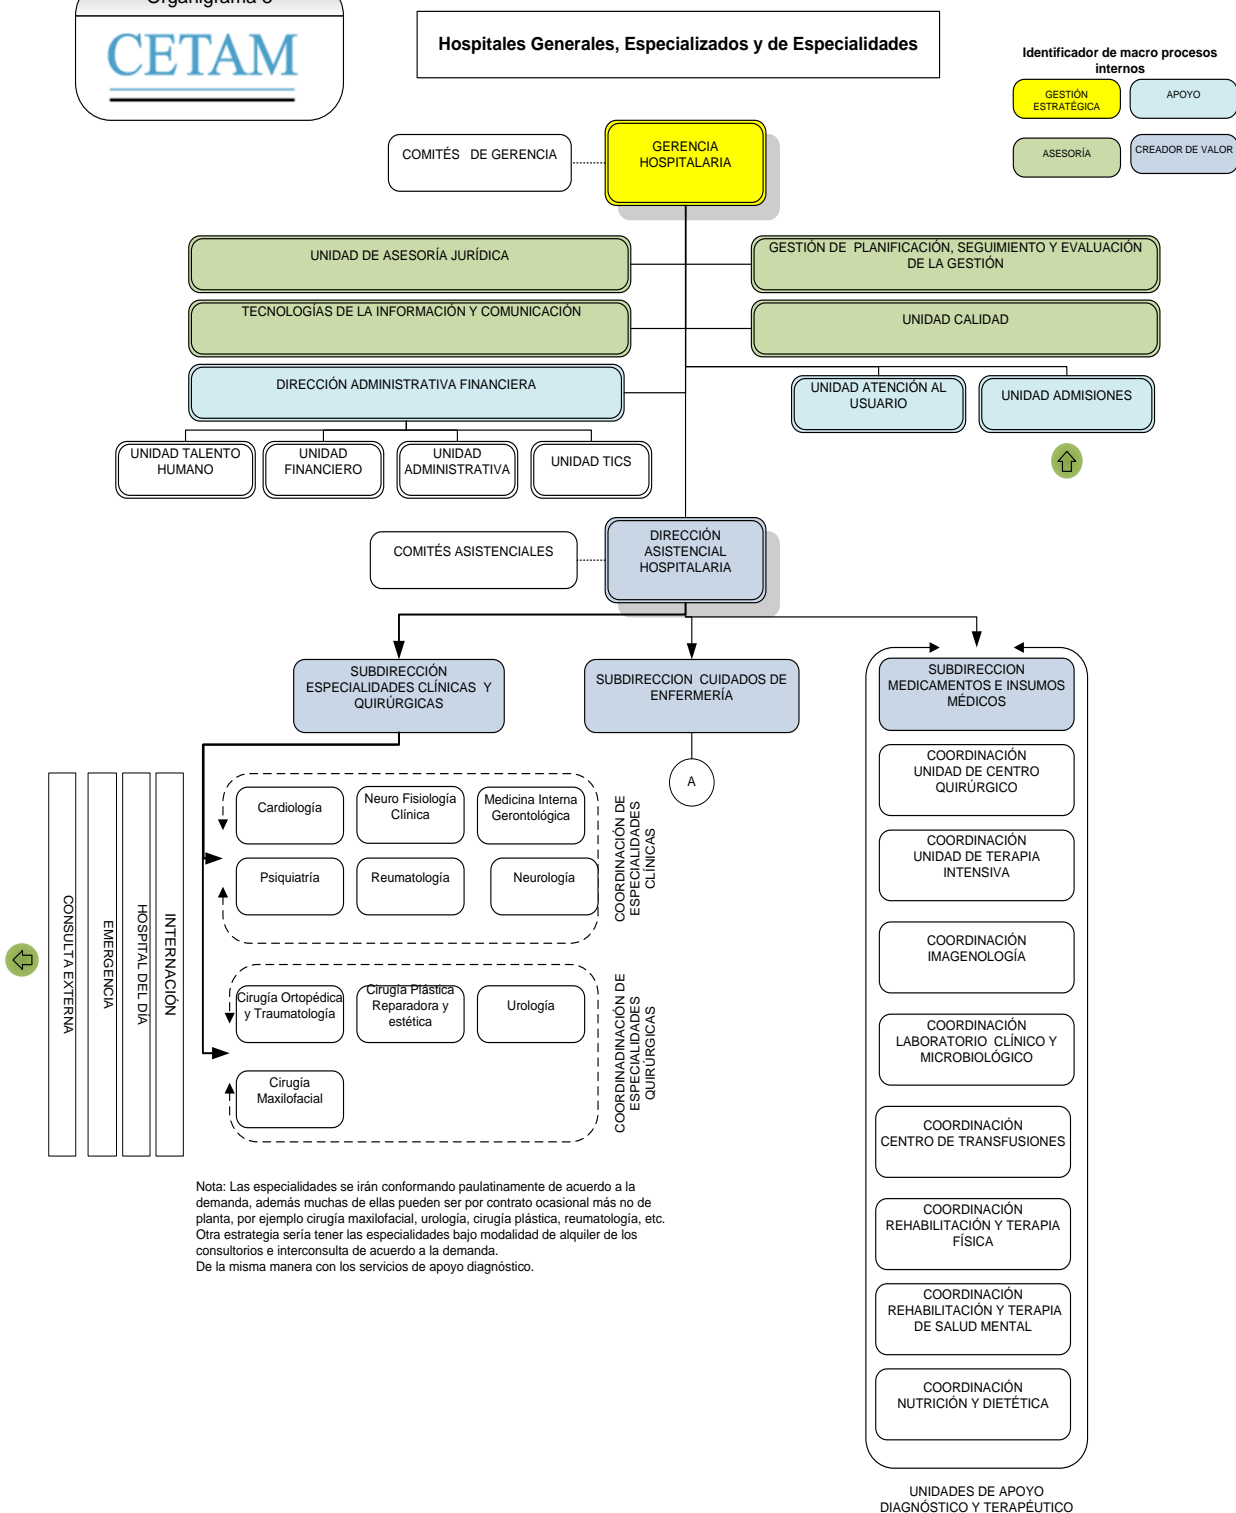 Organigrama 3
CETAM
Hospitales Generales, Especializados y de Especialidades
Identificador de macro procesos
internos
GESTIÓN
ESTRATÉGICA
APOYO
ASESORÍA
CREADOR DE VALOR
COMITÉS DE GERENCIA
GERENCIA
HOSPITALARIA
UNIDAD DE ASESORÍA JURÍDICA
GESTIÓN DE PLANIFICACIÓN, SEGUIMIENTO Y EVALUACIÓN
DE LA GESTIÓN
TECNOLOGÍAS DE LA INFORMACIÓN Y COMUNICACIÓN
UNIDAD CALIDAD
DIRECCIÓN ADMINISTRATIVA FINANCIERA
UNIDAD ATENCIÓN AL
USUARIO
UNIDAD ADMISIONES
UNIDAD TALENTO
HUMANO
UNIDAD
FINANCIERO
UNIDAD
ADMINISTRATIVA
UNIDAD TICS
COMITÉS ASISTENCIALES
DIRECCIÓN
ASISTENCIAL
HOSPITALARIA
SUBDIRECCIÓN
ESPECIALIDADES CLÍNICAS Y
QUIRÚRGICAS
SUBDIRECCION CUIDADOS DE
ENFERMERÍA
SUBDIRECCION
MEDICAMENTOS E INSUMOS
MÉDICOS
A
CONSULTA EXTERNA
EMERGENCIA
HOSPITAL DEL DÍA
INTERNACIÓN
Cardiología
Neuro Fisiología
Clínica
Medicina Interna
Gerontológica
Psiquiatría
Reumatología
Neurología
COORDINACIÓN DE
ESPECIALIDADES
CLÍNICAS
Cirugía Ortopédica
y Traumatología
Cirugía Plástica
Reparadora y
estética
Urología
Cirugía
Maxilofacial
COORDINADINACIÓN DE
ESPECIALIDADES
QUIRÚRGICAS
COORDINACIÓN
UNIDAD DE CENTRO
QUIRÚRGICO
COORDINACIÓN
UNIDAD DE TERAPIA
INTENSIVA
COORDINACIÓN
IMAGENOLOGÍA
COORDINACIÓN
LABORATORIO CLÍNICO Y
MICROBIOLÓGICO
COORDINACIÓN
CENTRO DE TRANSFUSIONES
COORDINACIÓN
REHABILITACIÓN Y TERAPIA
FÍSICA
COORDINACIÓN
REHABILITACIÓN Y TERAPIA
DE SALUD MENTAL
COORDINACIÓN
NUTRICIÓN Y DIETÉTICA
UNIDADES DE APOYO
DIAGNÓSTICO Y TERAPÉUTICO
Nota: Las especialidades se irán conformando paulatinamente de acuerdo a la
demanda, además muchas de ellas pueden ser por contrato ocasional más no de
planta, por ejemplo cirugía maxilofacial, urología, cirugía plástica, reumatología, etc.
Otra estrategia sería tener las especialidades bajo modalidad de alquiler de los
consultorios e interconsulta de acuerdo a la demanda.
De la misma manera con los servicios de apoyo diagnóstico.